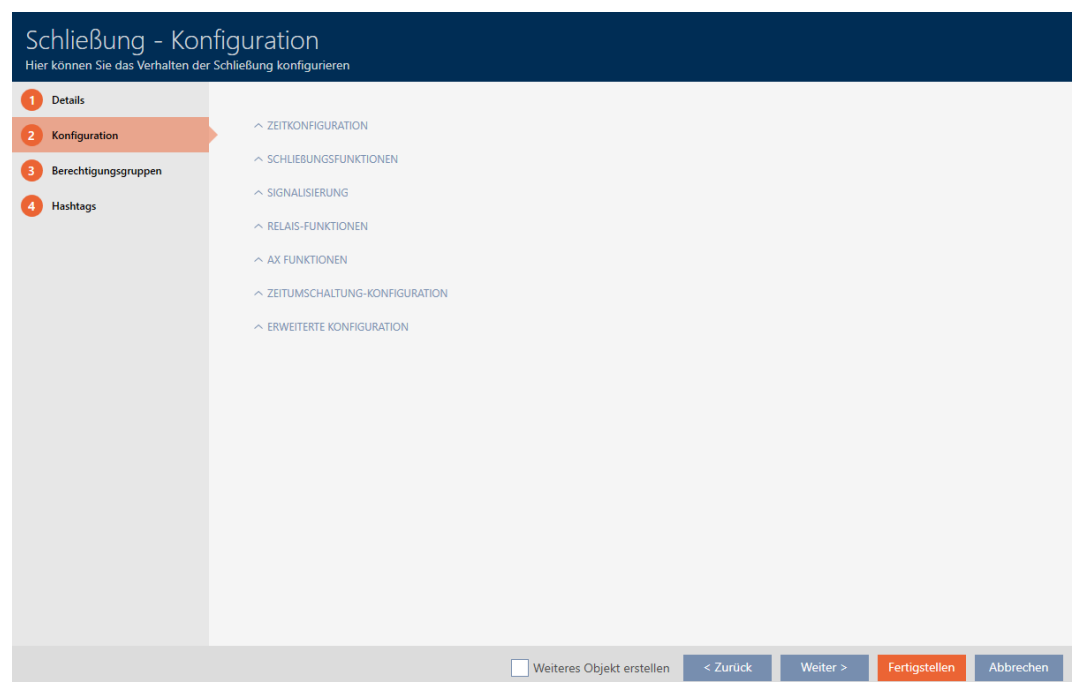 Schließung - Konfiguration
Hier können Sie das Verhalten der Schließung konfigurieren
1 Details
2 Konfiguration
3 Berechtigungsgruppen
4 Hashtags
ZEITKONFIGURATION
SCHLIEßUNGSFUNKTIONEN
SIGNALISIERUNG
RELAIS-FUNKTIONEN
AX FUNKTIONEN
ZEITUMSCHALTUNG-KONFIGURATION
ERWEITERTE KONFIGURATION
Weiteres Objekt erstellen < Zurück Weiter > Fertigstellen Abbrechen